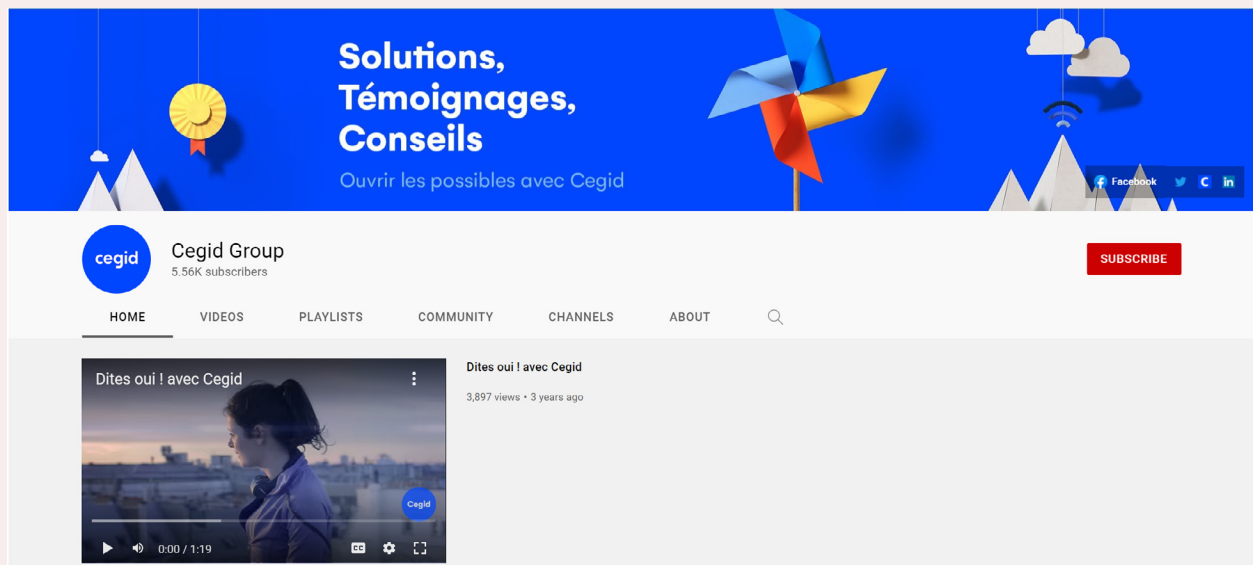 Solutions,
Témoignages,
Conseils
Ouvrir les possibles avec Cegid
Facebook
C
in
cegid
Cegid Group
5.56K subscribers
SUBSCRIBE
HOME VIDEOS PLAYLISTS COMMUNITY CHANNELS ABOUT
Dites oui ! avec Cegid
Cegid
0:00 / 1:19
CC
Dites oui ! avec Cegid
3,897 views • 3 years ago